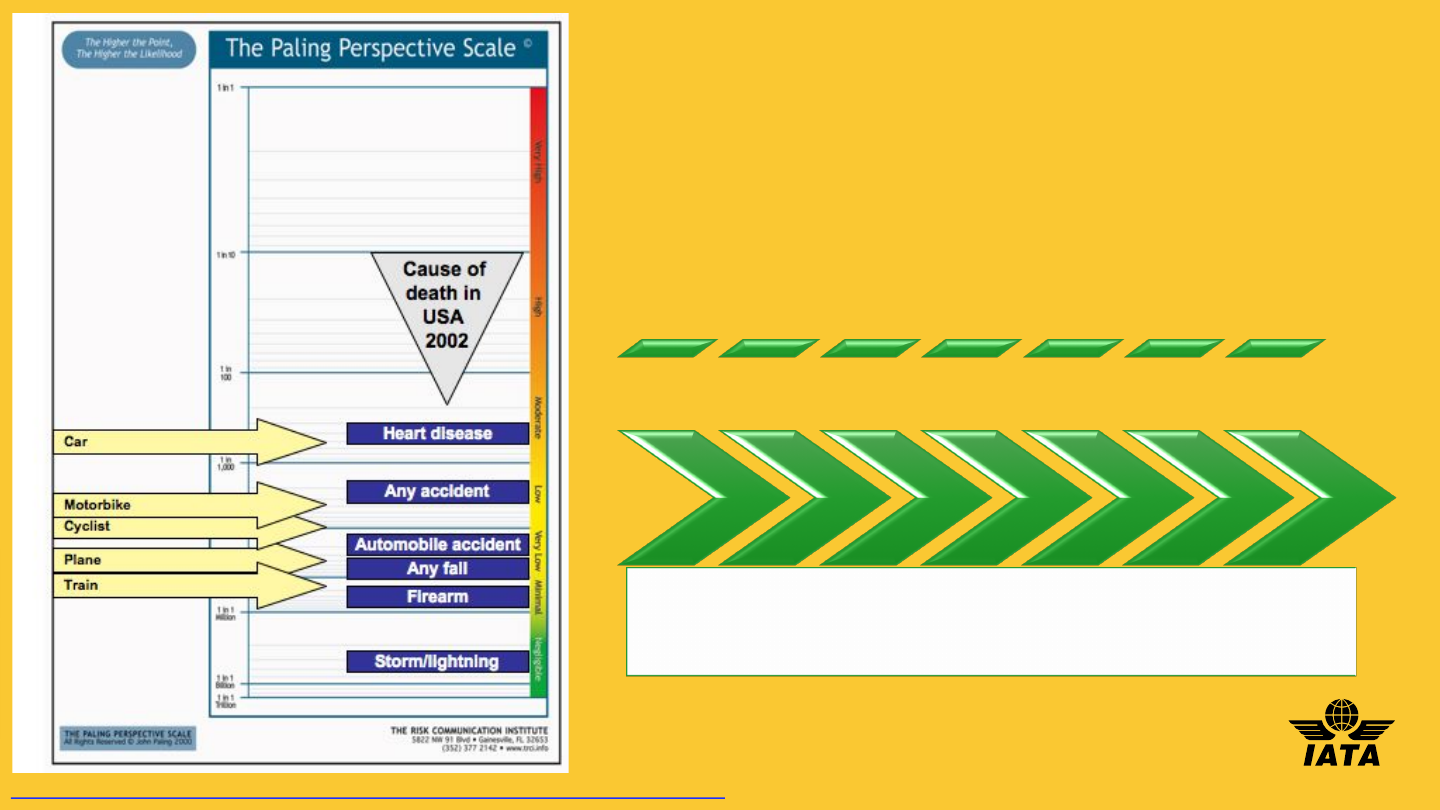 The Higher the Point,
The Higher the Likelihood
The Paling Perspective Scale ©
1 in 1
Very High
1 in 10
Cause of
death in
USA
2002
High
1 in
100
Moderate
Car
Heart disease
1 in
1,000
Any accident
Low
Motorbike
Cyclist
Automobile accident
Very Low
Plane
Any fall
Train
Firearm
Minimal
1 in 1
Million
Storm/lightning
Negligible
1 in 1
Billion
1 in 1
Trillion
THE PALING PERSPECTIVE SCALE
All Rights Reserved © John Paling 2000
THE RISK COMMUNICATION INSTITUTE
5822 NW 91 Blvd • Gainesville, FL 32653
(352) 377 2142 • www.trci.info
IATA